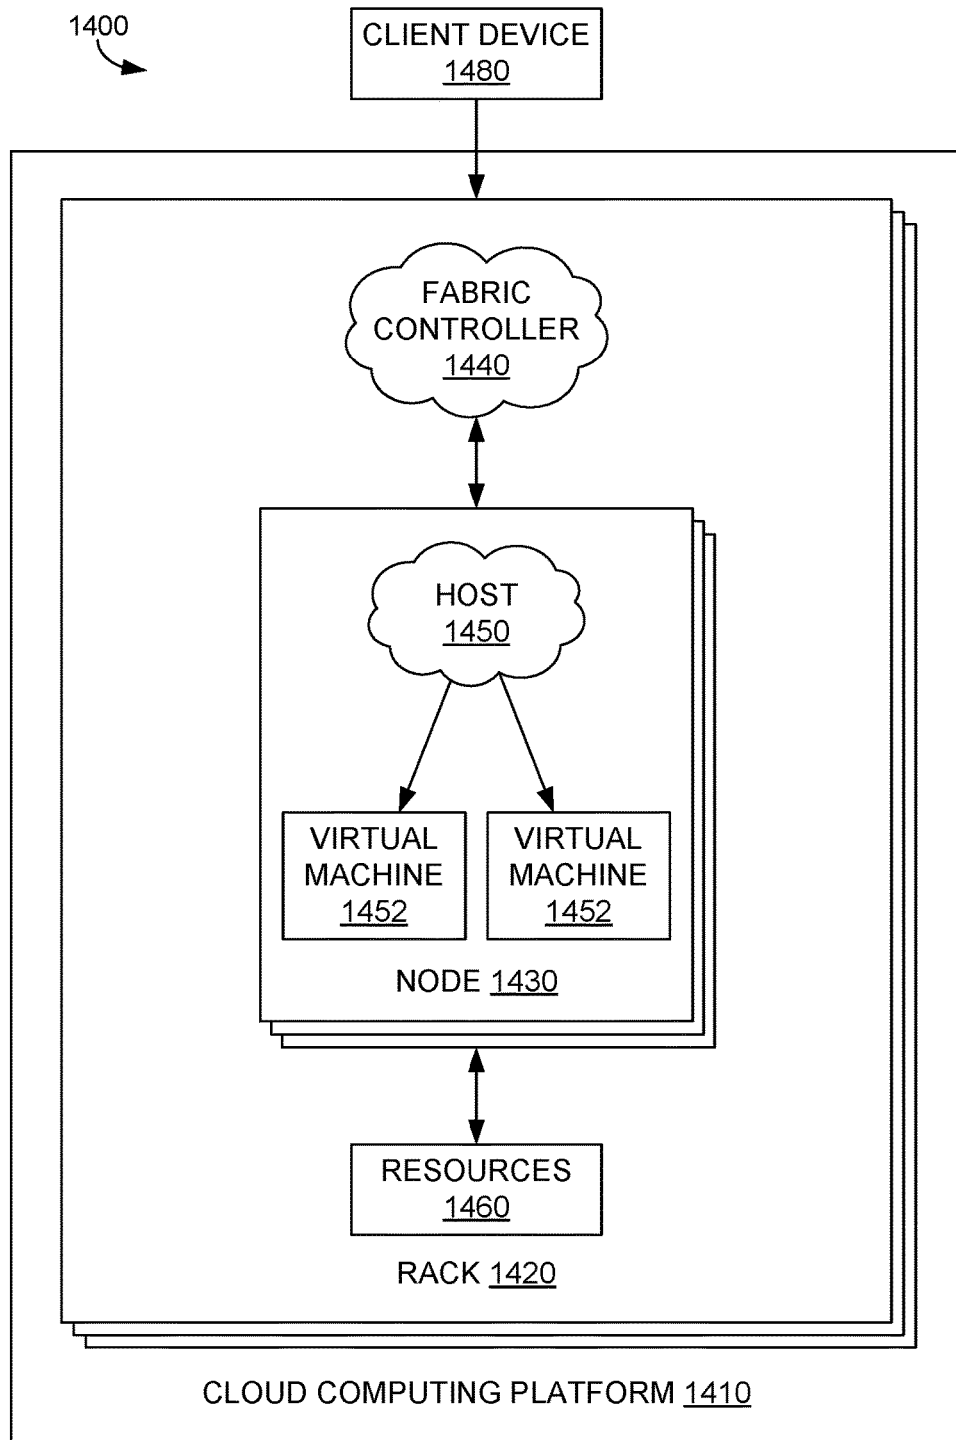 1400
CLIENT DEVICE
1480
FABRIC
CONTROLLER
1440
HOST
1450
VIRTUAL
MACHINE
1452
VIRTUAL
MACHINE
1452
NODE 1430
RESOURCES
1460
RACK 1420
CLOUD COMPUTING PLATFORM 1410